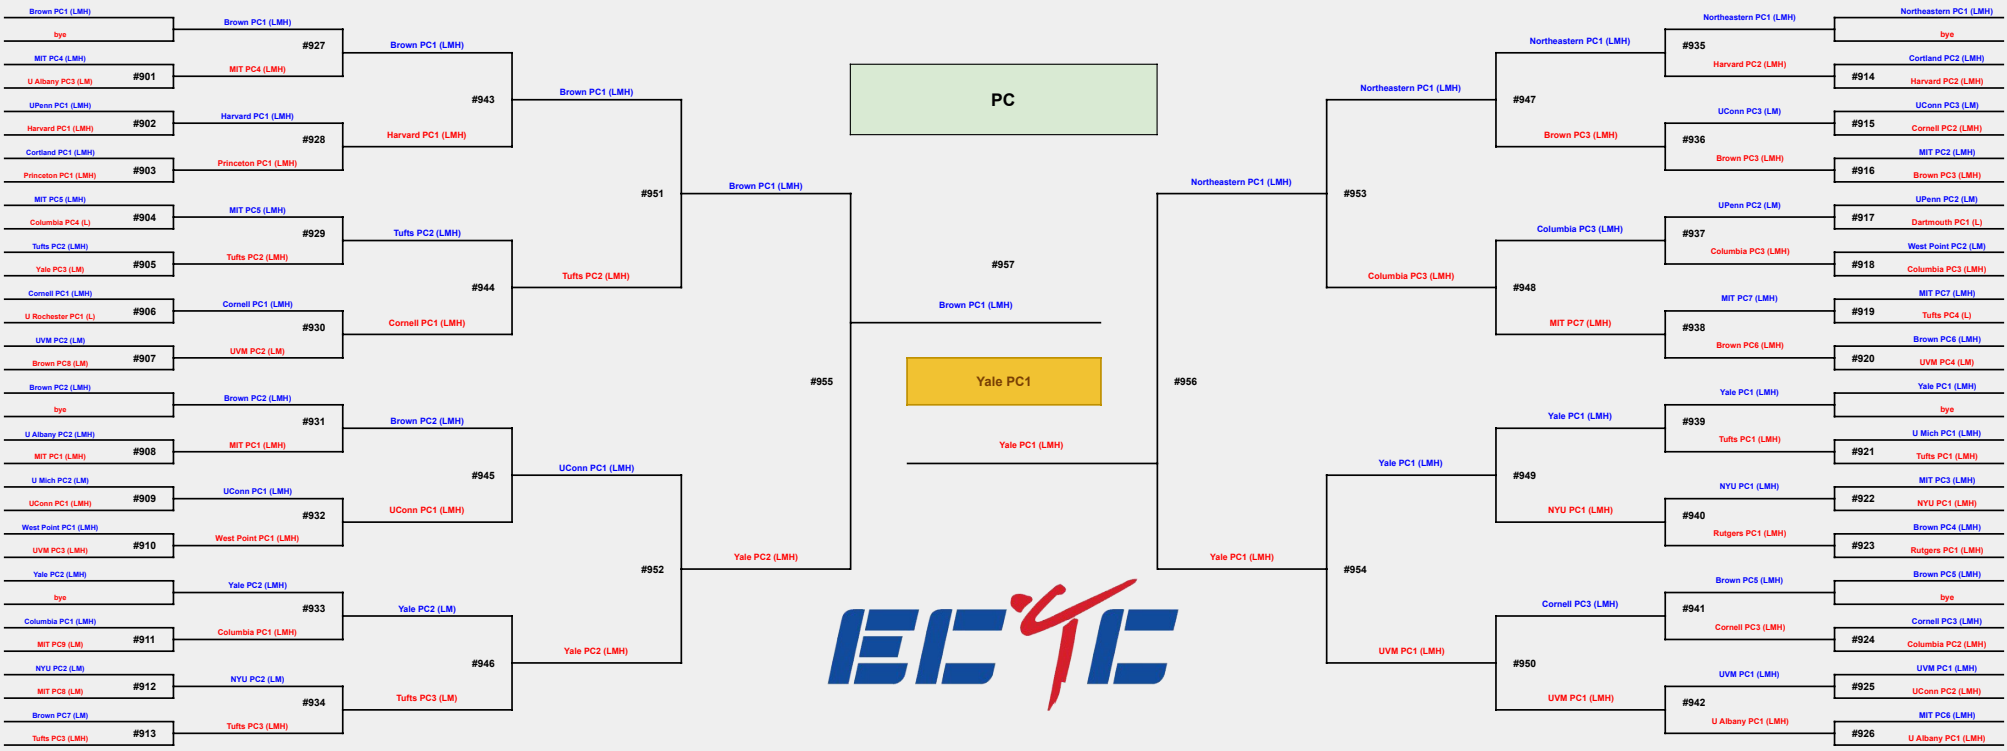 PC
Brown PC1 (LMH)
bye
MIT PC4 (LMH)
#901
U Albany PC3 (LM)
UPenn PC1 (LMH)
#902
Harvard PC1 (LMH)
Cortland PC1 (LMH)
#903
Princeton PC1 (LMH)
MIT PC5 (LMH)
#904
Columbia PC4 (L)
Tufts PC2 (LMH)
#905
Yale PC3 (LM)
Cornell PC1 (LMH)
#906
U Rochester PC1 (L)
UVM PC2 (LM)
#907
Brown PC8 (LM)
Brown PC2 (LMH)
bye
U Albany PC2 (LMH)
#908
MIT PC1 (LMH)
U Mich PC2 (LM)
#909
UConn PC1 (LMH)
West Point PC1 (LMH)
#910
UVM PC3 (LMH)
Yale PC2 (LMH)
bye
Columbia PC1 (LMH)
#911
MIT PC9 (LM)
NYU PC2 (LM)
#912
MIT PC8 (LM)
Brown PC7 (LM)
#913
Tufts PC3 (LMH)
Brown PC1 (LMH)
#927
MIT PC4 (LMH)
Harvard PC1 (LMH)
#928
Princeton PC1 (LMH)
MIT PC5 (LMH)
#929
Tufts PC2 (LMH)
Cornell PC1 (LMH)
#930
UVM PC2 (LM)
Brown PC2 (LMH)
#931
MIT PC1 (LMH)
UConn PC1 (LMH)
#932
West Point PC1 (LMH)
Yale PC2 (LMH)
#933
Columbia PC1 (LMH)
NYU PC2 (LM)
#934
Tufts PC3 (LMH)
Brown PC1 (LMH)
#943
Harvard PC1 (LMH)
Tufts PC2 (LMH)
#944
Cornell PC1 (LMH)
Brown PC2 (LMH)
#945
UConn PC1 (LMH)
Yale PC2 (LM)
#946
Tufts PC3 (LM)
Brown PC1 (LMH)
#951
Tufts PC2 (LMH)
UConn PC1 (LMH)
#952
Yale PC2 (LMH)
Brown PC1 (LMH)
#955
Yale PC2 (LMH)
#957
Brown PC1 (LMH)
Yale PC1
Yale PC1 (LMH)
ECTC
Northeastern PC1 (LMH)
#956
Yale PC1 (LMH)
Northeastern PC1 (LMH)
#953
Columbia PC3 (LMH)
Yale PC1 (LMH)
#954
UVM PC1 (LMH)
Northeastern PC1 (LMH)
#947
Brown PC3 (LMH)
Columbia PC3 (LMH)
#948
MIT PC7 (LMH)
Yale PC1 (LMH)
#949
NYU PC1 (LMH)
Cornell PC3 (LMH)
#950
UVM PC1 (LMH)
Northeastern PC1 (LMH)
#935
Harvard PC2 (LMH)
UConn PC3 (LM)
#936
Brown PC3 (LMH)
UPenn PC2 (LM)
#937
Columbia PC3 (LMH)
MIT PC7 (LMH)
#938
Brown PC6 (LMH)
Yale PC1 (LMH)
#939
Tufts PC1 (LMH)
NYU PC1 (LMH)
#940
Rutgers PC1 (LMH)
Brown PC5 (LMH)
#941
Cornell PC3 (LMH)
UVM PC1 (LMH)
#942
U Albany PC1 (LMH)
Northeastern PC1 (LMH)
bye
Cortland PC2 (LMH)
#914
Harvard PC2 (LMH)
UConn PC3 (LM)
#915
Cornell PC2 (LMH)
MIT PC2 (LMH)
#916
Brown PC3 (LMH)
UPenn PC2 (LM)
#917
Dartmouth PC1 (L)
West Point PC2 (LM)
#918
Columbia PC3 (LMH)
MIT PC7 (LMH)
#919
Tufts PC4 (L)
Brown PC6 (LMH)
#920
UVM PC4 (LM)
Yale PC1 (LMH)
bye
U Mich PC1 (LMH)
#921
Tufts PC1 (LMH)
MIT PC3 (LMH)
#922
NYU PC1 (LMH)
Brown PC4 (LMH)
#923
Rutgers PC1 (LMH)
Brown PC5 (LMH)
bye
Cornell PC3 (LMH)
#924
Columbia PC2 (LMH)
UVM PC1 (LMH)
#925
UConn PC2 (LMH)
MIT PC6 (LMH)
#926
U Albany PC1 (LMH)